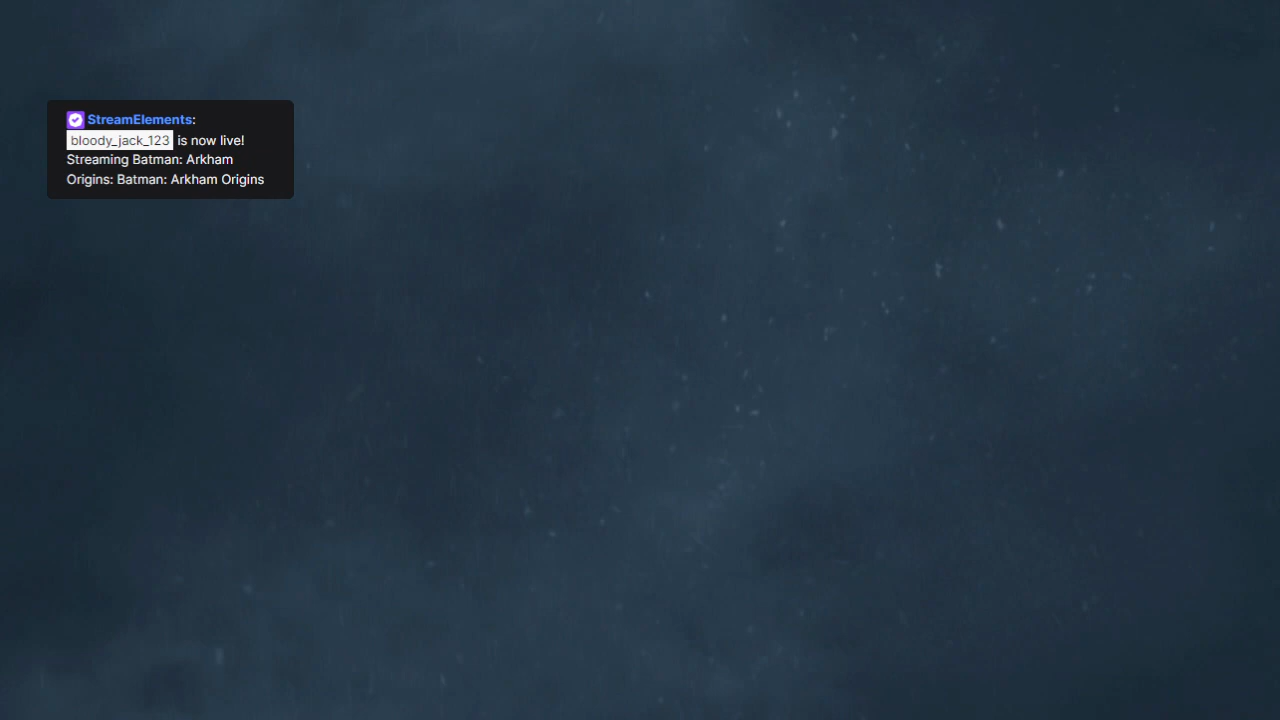 StreamElements:
bloody_jack_123 is now live!
Streaming Batman: Arkham
Origins: Batman: Arkham Origins